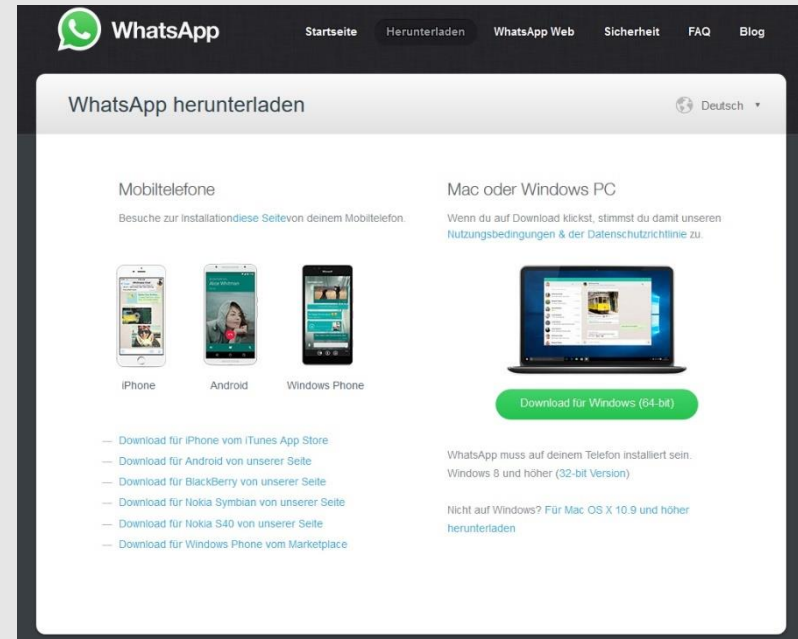 WhatsApp
Startseite Herunterladen WhatsApp Web Sicherheit FAQ Blog
WhatsApp herunterladen
Deutsch
Mobiltelefone
Besuche zur Installationdiese Seitevon deinem Mobiltelefon.
iPhone Android Windows Phone
— Download für iPhone vom iTunes App Store
— Download für Android von unserer Seite
— Download für BlackBerry von unserer Seite
— Download für Nokia Symbian von unserer Seite
— Download für Nokia S40 von unserer Seite
— Download für Windows Phone vom Marketplace
Mac oder Windows PC
Wenn du auf Download klickst, stimmst du damit unseren
Nutzungsbedingungen & der Datenschutzrichtlinie zu.
Download für Windows (64-bit)
WhatsApp muss auf deinem Telefon installiert sein.
Windows 8 und höher (32-bit Version)
Nicht auf Windows? Für Mac OS X 10.9 und höher
herunterladen